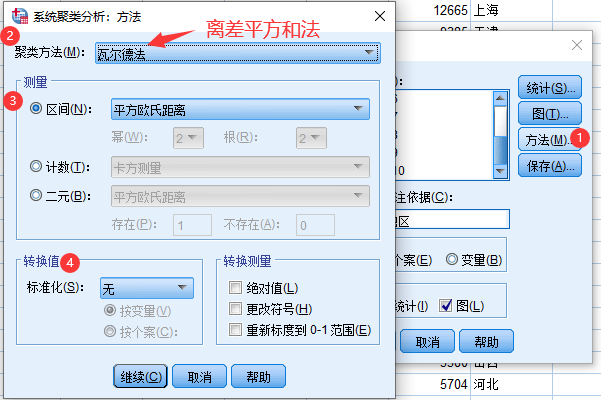 系统聚类分析：方法
12665 上海
离差平方和法
2
聚类方法(M)： 瓦尔德法
测量
3
区间(N)： 平方欧氏距离
幂(W)： 2 根(R)： 2
计数(T)： 卡方测量
二元(B)： 平方欧氏距离
存在(P)： 1 不存在(A)： 0
转换值 4
标准化(S)： 无
按变量(V)
按个案(C)：
转换测量
绝对值(L)
更改符号(H)
重新标度到 0-1 范围(E)
继续(C) 取消 帮助
统计(S)...
图(T)...
方法(M)... 1
保存(A)...
9
10
注依据(C)：
区
个案(E) 变量(B)
统计(I) 图(L)
取消 帮助
5704 河北